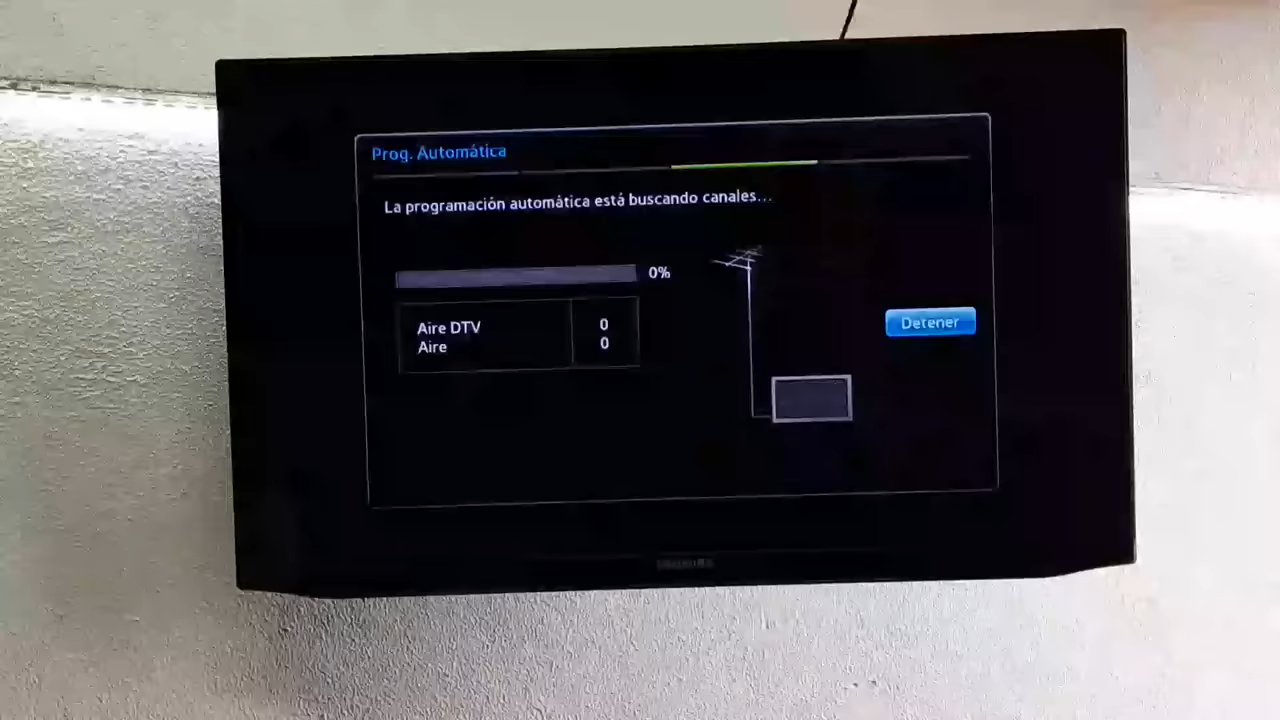 Prog. Automática
La programación automática está buscando canales...
0%
Aire DTV 0
Aire 0
Detener